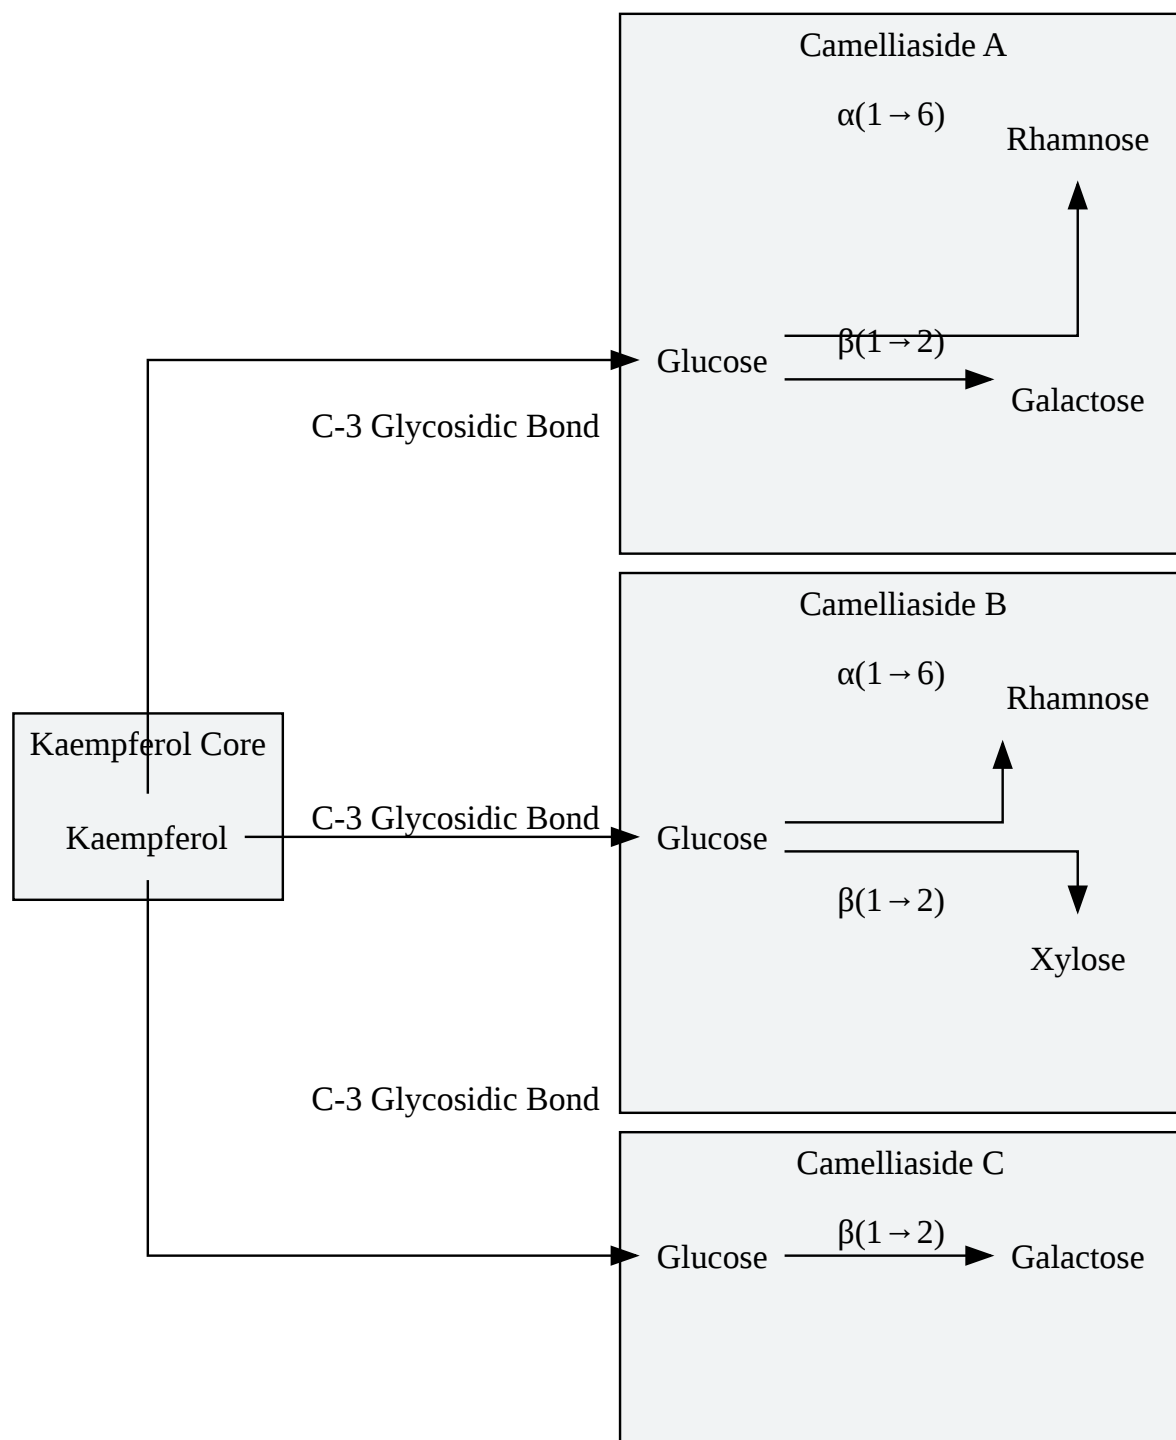 Camelliaside A
α(1→6)
Rhamnose
β(1→2)
Glucose
Galactose
C-3 Glycosidic Bond
Camelliaside B
α(1→6)
Rhamnose
Kaempferol Core
C-3 Glycosidic Bond
Kaempferol
Glucose
β(1→2)
Xylose
C-3 Glycosidic Bond
Camelliaside C
β(1→2)
Glucose
Galactose